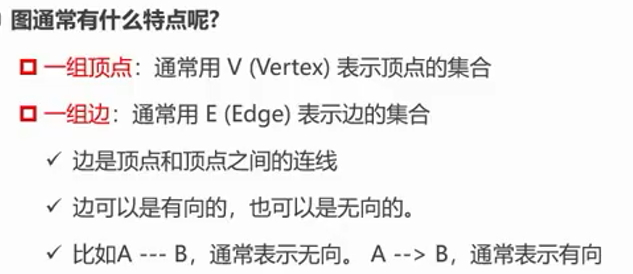 图通常有什么特点呢?
一组顶点：通常用 V (Vertex) 表示顶点的集合
一组边：通常用 E (Edge) 表示边的集合
✓ 边是顶点和顶点之间的连线
✓ 边可以是有向的，也可以是无向的。
✓ 比如A --- B，通常表示无向。 A --> B，通常表示有向